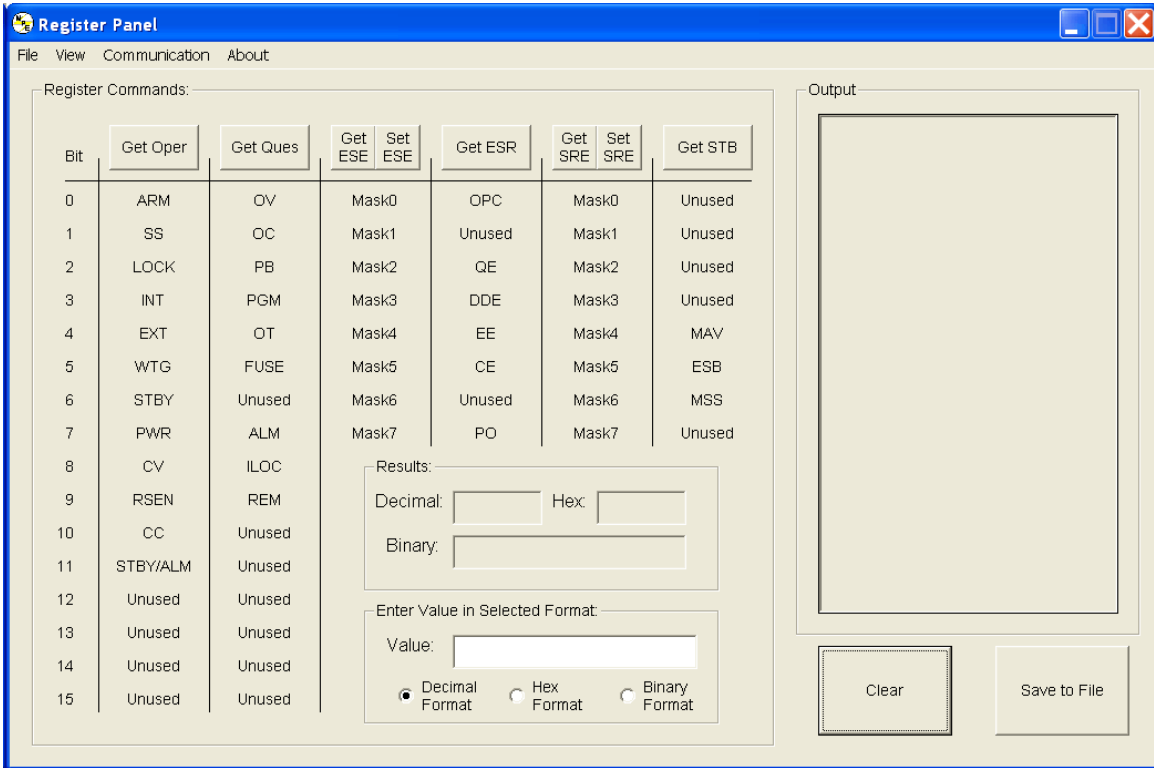 Register Panel
File View Communication About
Register Commands:
Output
Bit Get Oper Get Ques Get ESE Set ESE Get ESR Get SRE Set SRE Get STB
0 ARM OV Mask0 OPC Mask0 Unused
1 SS OC Mask1 Unused Mask1 Unused
2 LOCK PB Mask2 QE Mask2 Unused
3 INT PGM Mask3 DDE Mask3 Unused
4 EXT OT Mask4 EE Mask4 MAV
5 WTG FUSE Mask5 CE Mask5 ESB
6 STBY Unused Mask6 Unused Mask6 MSS
7 PWR ALM Mask7 PO Mask7 Unused
8 CV ILOC
9 RSEN REM
10 CC Unused
11 STBY/ALM Unused
12 Unused Unused
13 Unused Unused
14 Unused Unused
15 Unused Unused
Results:
Decimal: Hex:
Binary:
Enter Value in Selected Format:
Value:
Decimal Format Hex Format Binary Format
Clear Save to File